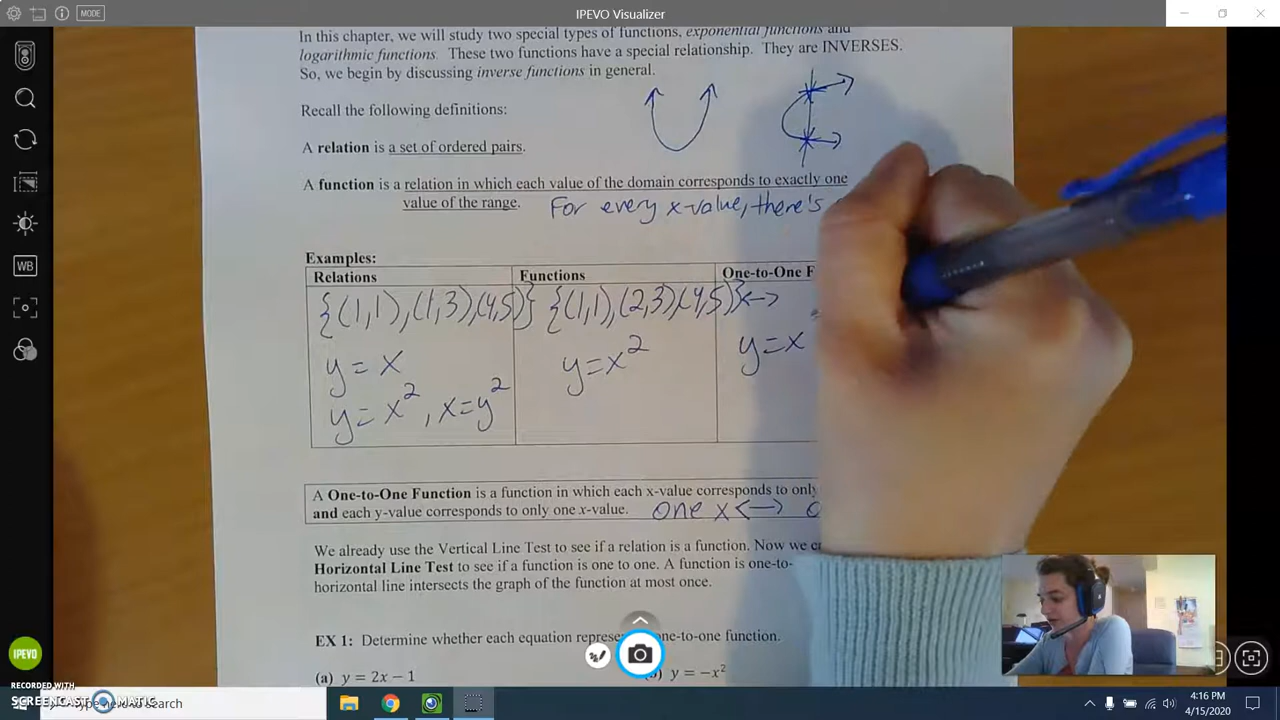 MODE
IPEVO Visualizer
In this chapter, we will study two special types of functions, exponential functions and
logarithmic functions. These two functions have a special relationship. They are INVERSES.
So, we begin by discussing inverse functions in general.
Recall the following definitions:
A relation is a set of ordered pairs.
A function is a relation in which each value of the domain corresponds to exactly one
value of the range. For every x-value, there's
Examples:
Relations Functions One-to-One F
{(1,1),(1,3)(4,5)} {(1,1),(2,3)(4,5)}<->
y=x y=x² y=x
y=x², x=y²
A One-to-One Function is a function in which each x-value corresponds to only
and each y-value corresponds to only one x-value. one x<->
We already use the Vertical Line Test to see if a relation is a function. Now we
Horizontal Line Test to see if a function is one to one. A function is one-to-
horizontal line intersects the graph of the function at most once.
EX 1: Determine whether each equation one-to-one function.
(a) y = 2x − 1 y = −x²
WB
IPEVO
RECORDED WITH
SCREENCAST MATIC
to search
4:16 PM
4/15/2020